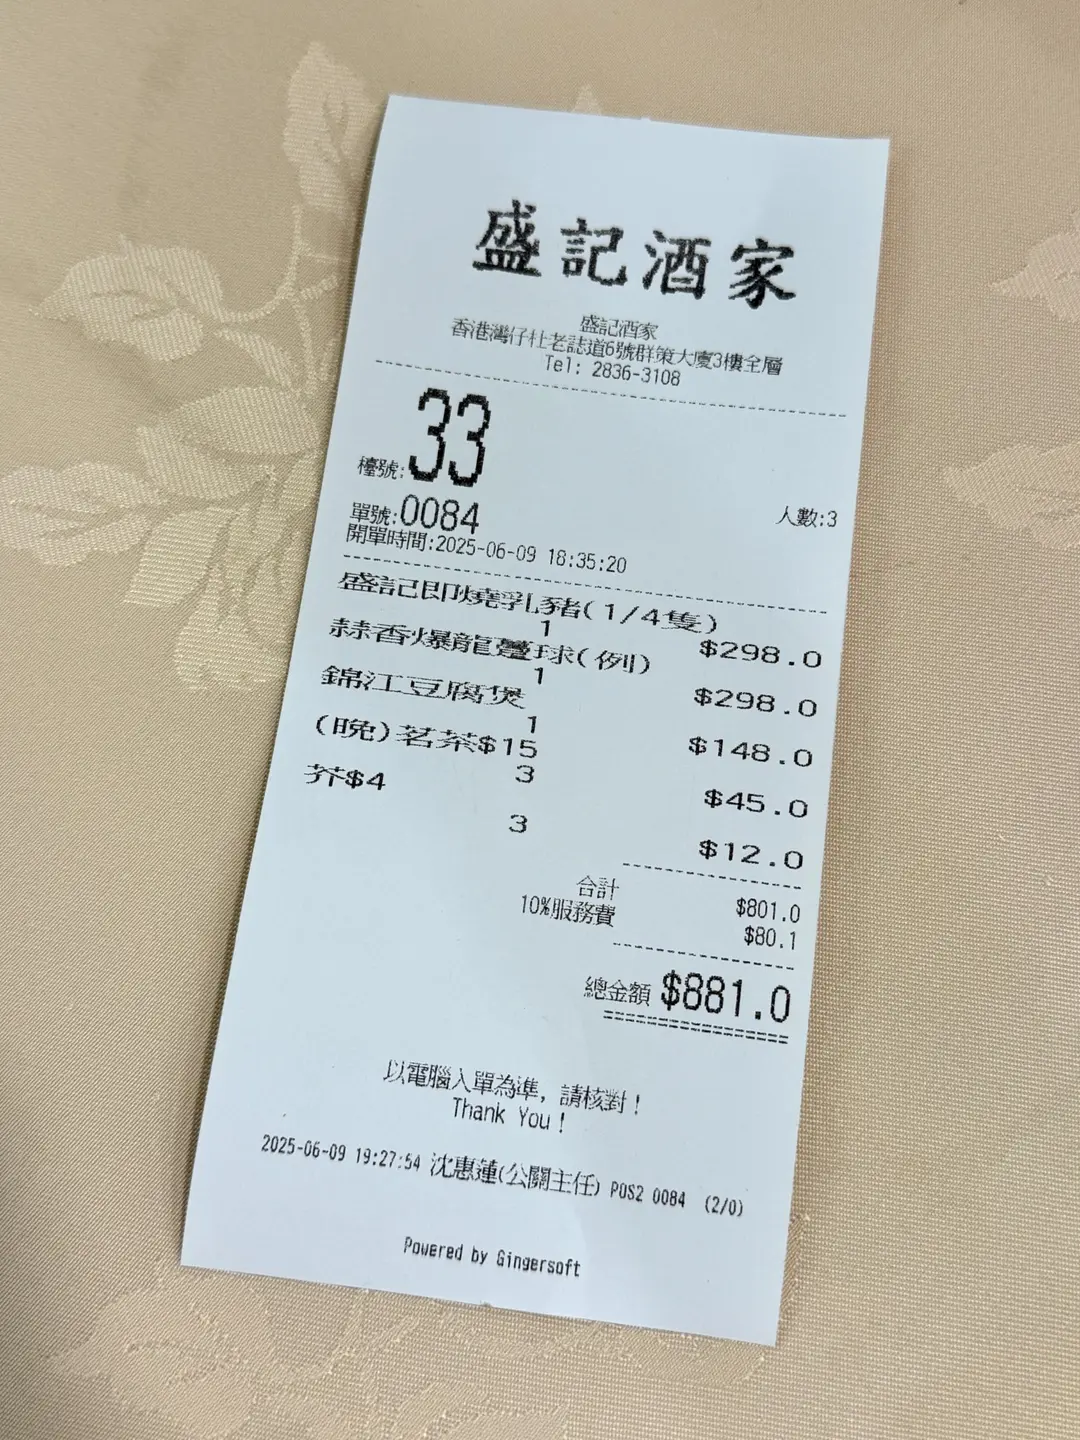 盛記酒家
盛記酒家
香港灣仔杜老誌道6號群策大廈3樓全層
Tel: 2836-3108
檯號:33
單號:0084 人數:3
開單時間:2025-06-09 18:35:20
盛記即燒乳豬(1/4隻)
1 $298.0
蒜香爆龍躉球(例)
1 $298.0
錦江豆腐煲
1 $148.0
(晚)茗茶$15
3 $45.0
芥$4
3 $12.0
合計 $801.0
10%服務費 $80.1
總金額 $881.0
以電腦入單為準, 請核對!
Thank You!
2025-06-09 19:27:54 沈惠蓮(公關主任) POS2 0084 (2/0)
Powered by Gingersoft